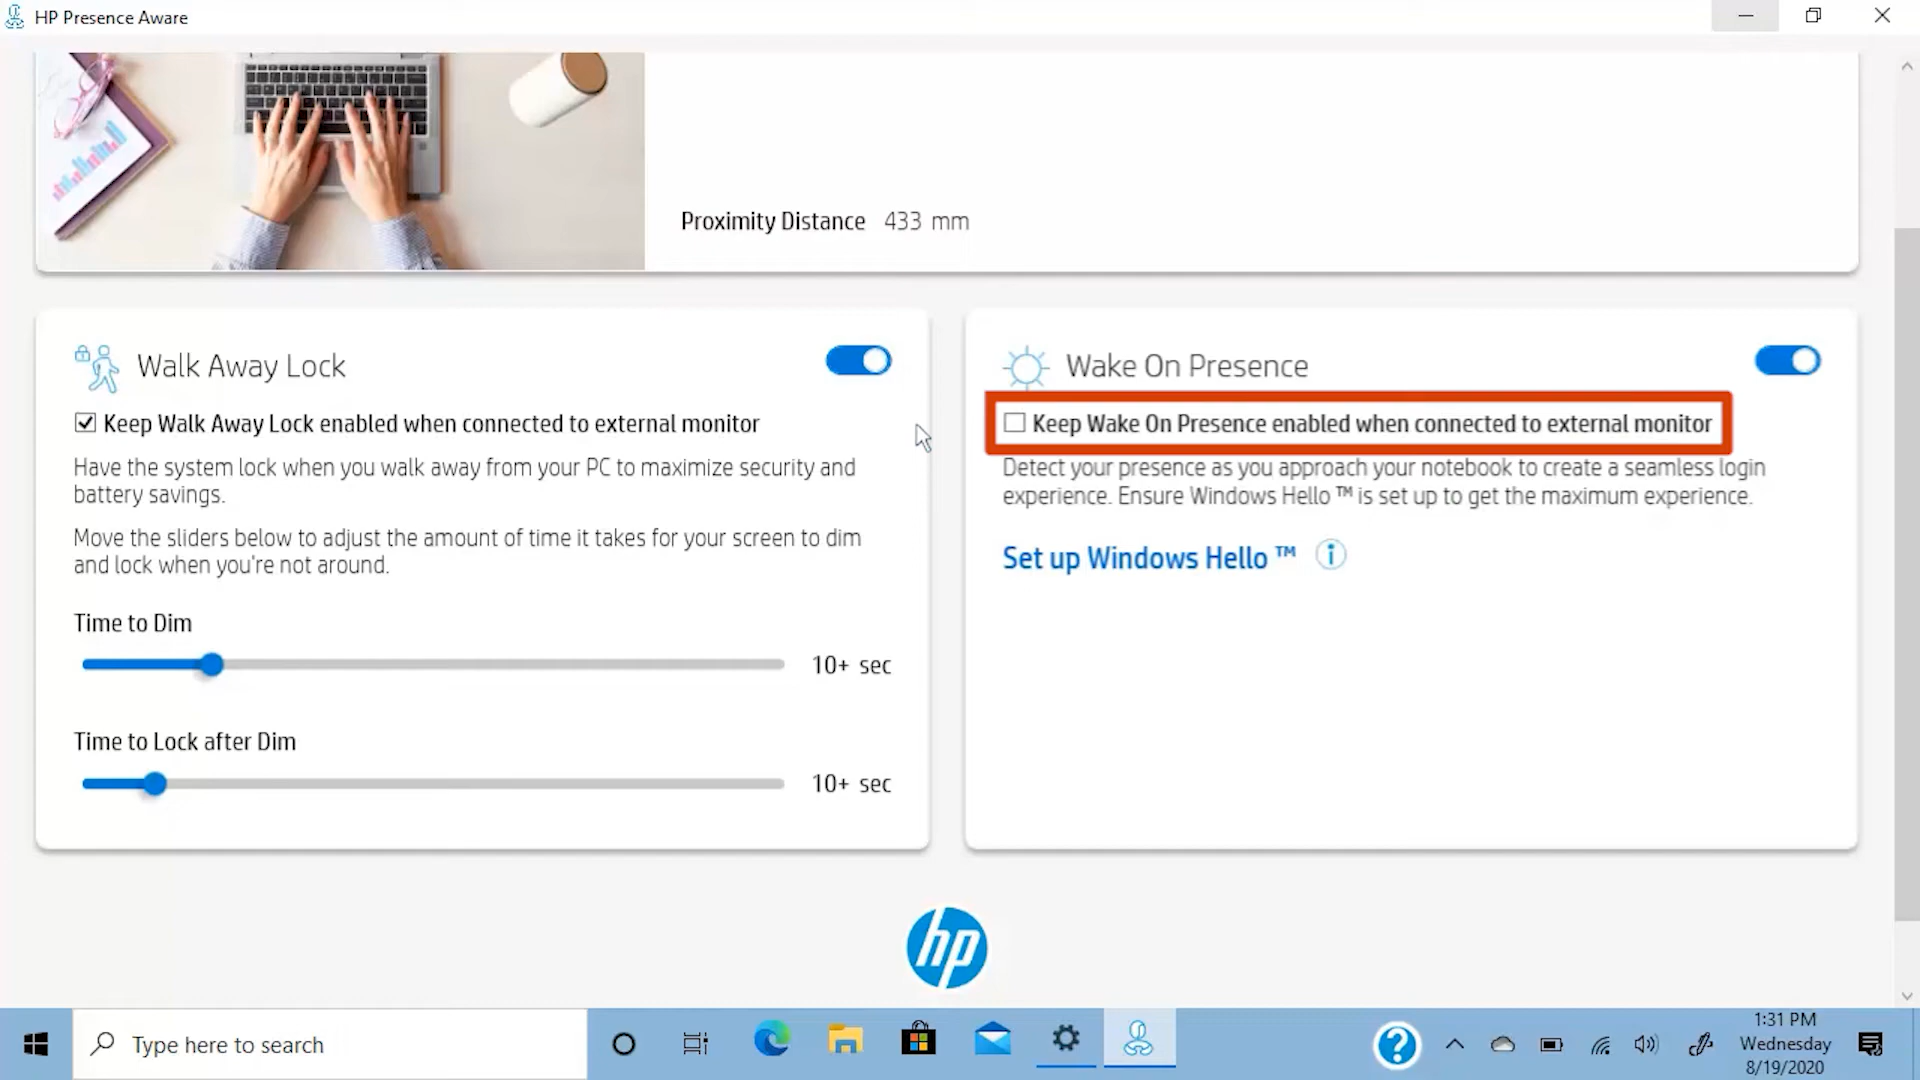 HP Presence Aware
Proximity Distance 433 mm
Walk Away Lock
Keep Walk Away Lock enabled when connected to external monitor
Have the system lock when you walk away from your PC to maximize security and
battery savings.
Move the sliders below to adjust the amount of time it takes for your screen to dim
and lock when you're not around.
Time to Dim
10+ sec
Time to Lock after Dim
10+ sec
Wake On Presence
Keep Wake On Presence enabled when connected to external monitor
Detect your presence as you approach your notebook to create a seamless login
experience. Ensure Windows Hello ™ is set up to get the maximum experience.
Set up Windows Hello ™
hp
Type here to search
1:31 PM
Wednesday
8/19/2020